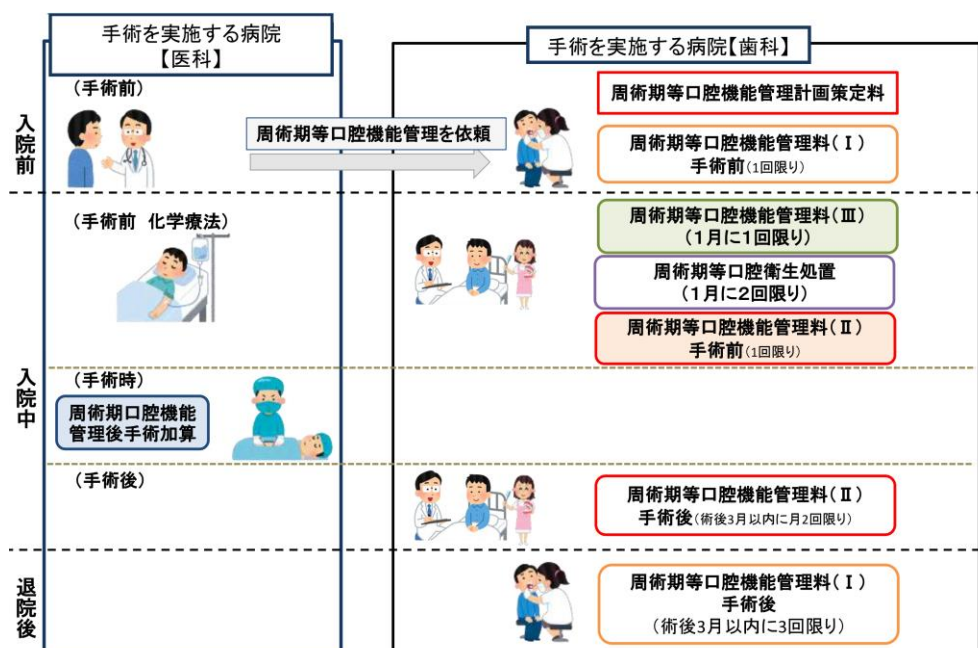 手術を実施する病院
【医科】
手術を実施する病院【歯科】
入院前
(手術前)
周術期等口腔機能管理を依頼
周術期等口腔機能管理計画策定料
周術期等口腔機能管理料(Ⅰ)
手術前(1回限り)
入院中
(手術前 化学療法)
周術期等口腔機能管理料(Ⅲ)
(1月に1回限り)
周術期等口腔衛生処置
(1月に2回限り)
周術期等口腔機能管理料(Ⅱ)
手術前(1回限り)
(手術時)
周術期口腔機能
管理後手術加算
(手術後)
周術期等口腔機能管理料(Ⅱ)
手術後(術後3月以内に月2回限り)
退院後
周術期等口腔機能管理料(Ⅰ)
手術後
(術後3月以内に3回限り)